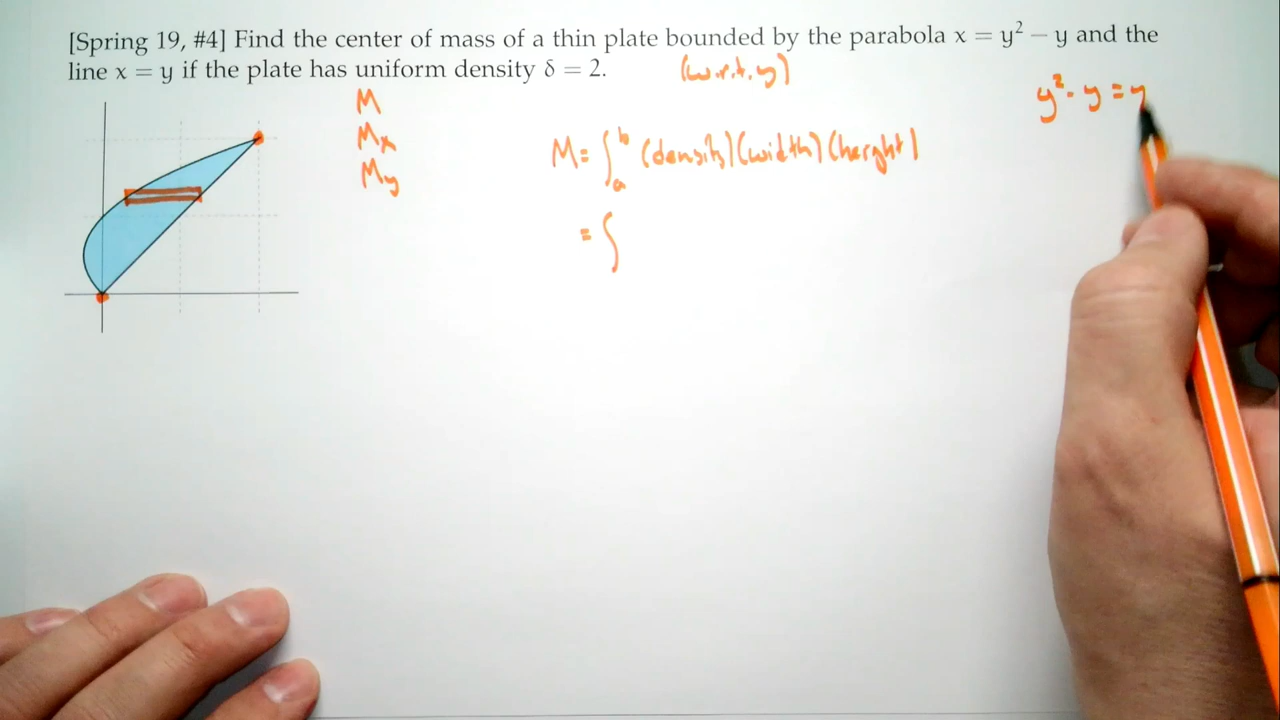 [Spring 19, #4] Find the center of mass of a thin plate bounded by the parabola x = y² − y and the
line x = y if the plate has uniform density δ = 2.
(w.r.t. y)
y² - y = y
M
Mx
My
M = ∫ₐᵇ (density)(width)(height)
= ∫